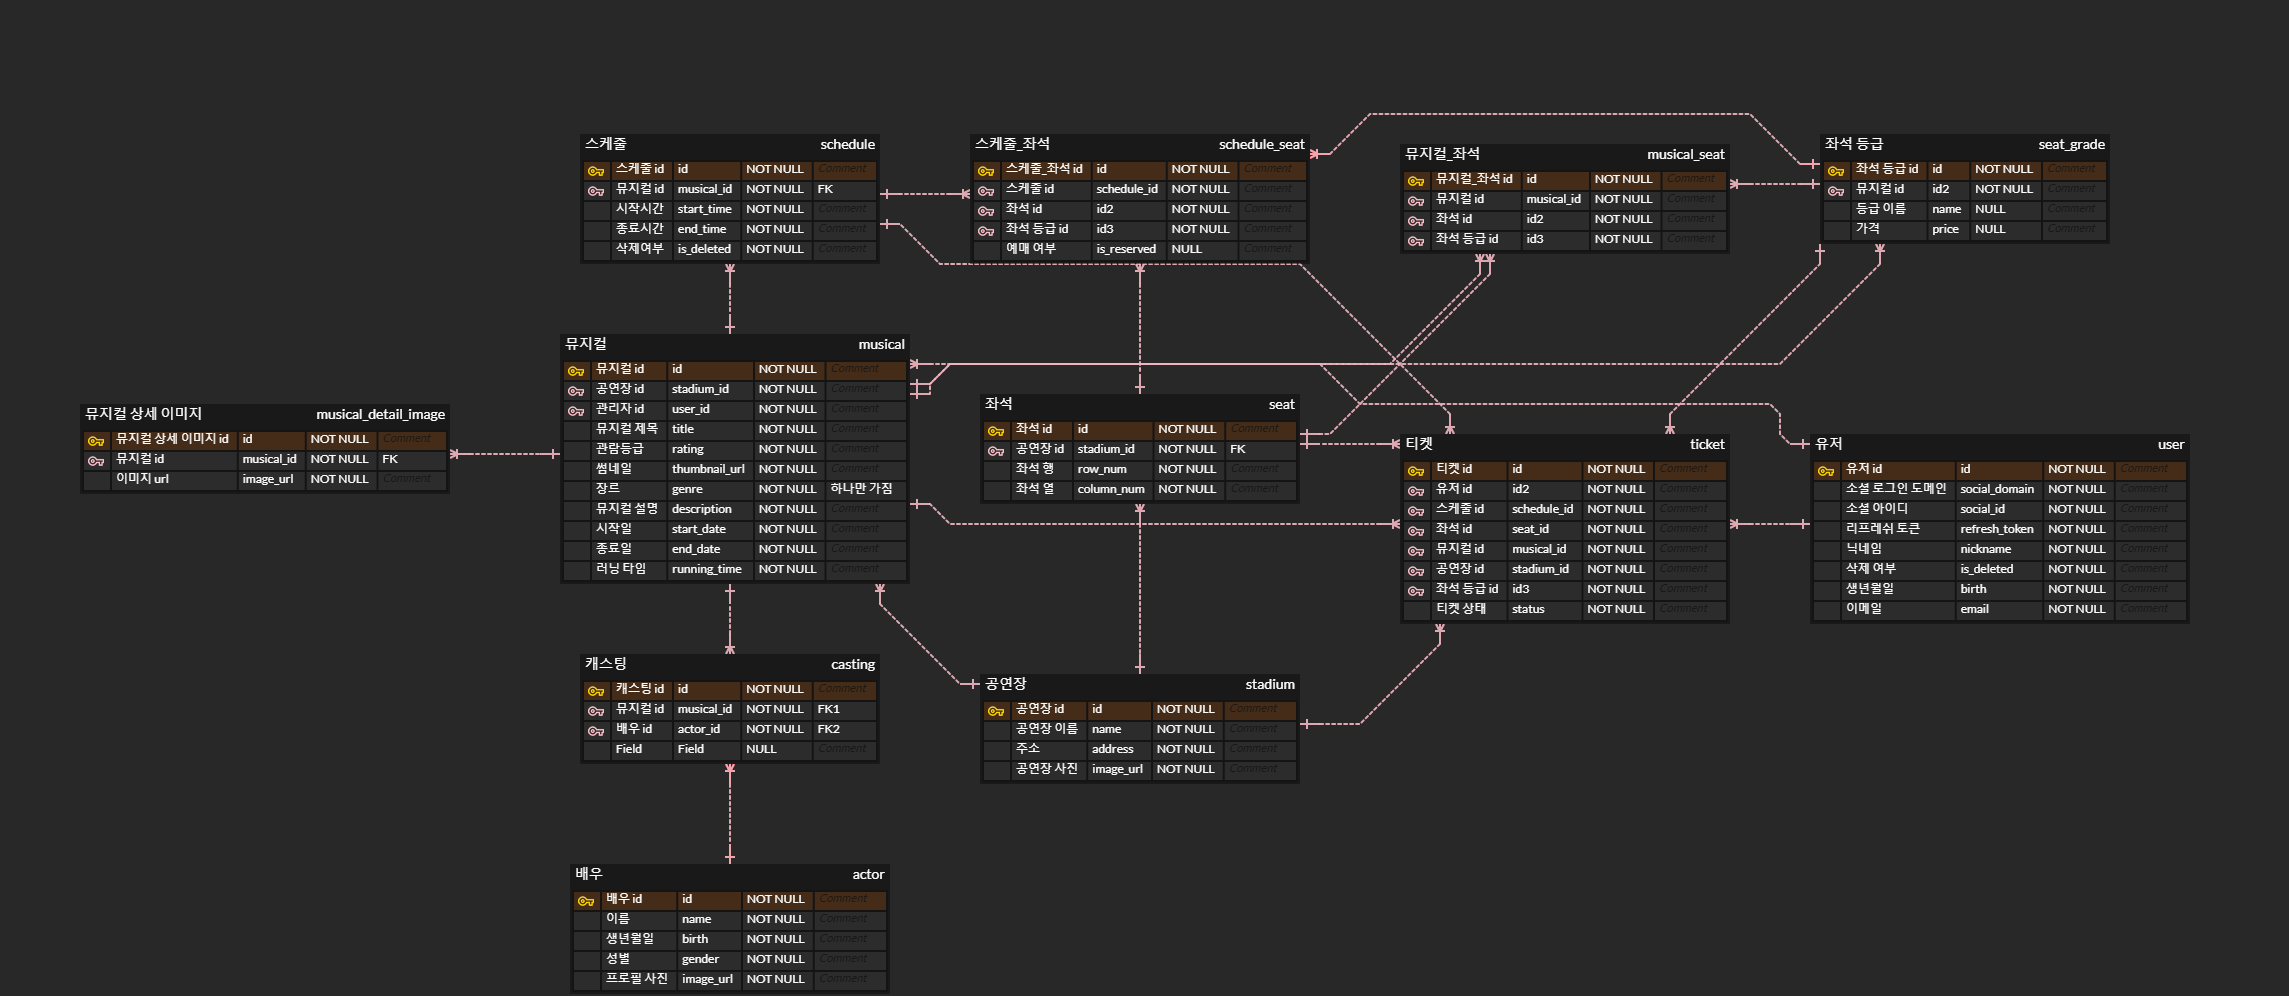 스케줄 schedule
스케줄 id id NOT NULL Comment
뮤지컬 id musical_id NOT NULL FK
시작시간 start_time NOT NULL Comment
종료시간 end_time NOT NULL Comment
삭제여부 is_deleted NOT NULL Comment
스케줄_좌석 schedule_seat
스케줄_좌석 id id NOT NULL Comment
스케줄 id schedule_id NOT NULL Comment
좌석 id id2 NOT NULL Comment
좌석 등급 id id3 NOT NULL Comment
예매 여부 is_reserved NULL Comment
뮤지컬_좌석 musical_seat
뮤지컬_좌석 id id NOT NULL Comment
뮤지컬 id musical_id NOT NULL Comment
좌석 id id2 NOT NULL Comment
좌석 등급 id id3 NOT NULL Comment
좌석 등급 seat_grade
좌석 등급 id id NOT NULL Comment
뮤지컬 id id2 NOT NULL Comment
등급 이름 name NULL Comment
가격 price NULL Comment
뮤지컬 musical
뮤지컬 id id NOT NULL Comment
공연장 id stadium_id NOT NULL Comment
관리자 id user_id NOT NULL Comment
뮤지컬 제목 title NOT NULL Comment
관람등급 rating NOT NULL Comment
썸네일 thumbnail_url NOT NULL Comment
장르 genre NOT NULL 하나만 가짐
뮤지컬 설명 description NOT NULL Comment
시작일 start_date NOT NULL Comment
종료일 end_date NOT NULL Comment
러닝 타임 running_time NOT NULL Comment
뮤지컬 상세 이미지 musical_detail_image
뮤지컬 상세 이미지 id id NOT NULL Comment
뮤지컬 id musical_id NOT NULL FK
이미지 url image_url NOT NULL Comment
좌석 seat
좌석 id id NOT NULL Comment
공연장 id stadium_id NOT NULL FK
좌석 행 row_num NOT NULL Comment
좌석 열 column_num NOT NULL Comment
티켓 ticket
티켓 id id NOT NULL Comment
유저 id id2 NOT NULL Comment
스케줄 id schedule_id NOT NULL Comment
좌석 id seat_id NOT NULL Comment
뮤지컬 id musical_id NOT NULL Comment
공연장 id stadium_id NOT NULL Comment
좌석 등급 id id3 NOT NULL Comment
티켓 상태 status NOT NULL Comment
유저 user
유저 id id NOT NULL Comment
소셜 로그인 도메인 social_domain NOT NULL Comment
소셜 아이디 social_id NOT NULL Comment
리프레쉬 토큰 refresh_token NOT NULL Comment
닉네임 nickname NOT NULL Comment
삭제 여부 is_deleted NOT NULL Comment
생년월일 birth NOT NULL Comment
이메일 email NOT NULL Comment
캐스팅 casting
캐스팅 id id NOT NULL Comment
뮤지컬 id musical_id NOT NULL FK1
배우 id actor_id NOT NULL FK2
Field Field NULL Comment
공연장 stadium
공연장 id id NOT NULL Comment
공연장 이름 name NOT NULL Comment
주소 address NOT NULL Comment
공연장 사진 image_url NOT NULL Comment
배우 actor
배우 id id NOT NULL Comment
이름 name NOT NULL Comment
생년월일 birth NOT NULL Comment
성별 gender NOT NULL Comment
프로필 사진 image_url NOT NULL Comment